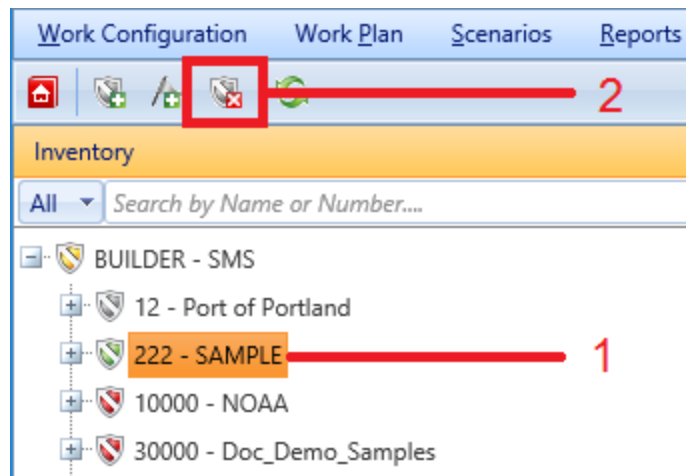 Work Configuration Work Plan Scenarios Reports
2
Inventory
All Search by Name or Number....
BUILDER - SMS
12 - Port of Portland
222 - SAMPLE 1
10000 - NOAA
30000 - Doc_Demo_Samples